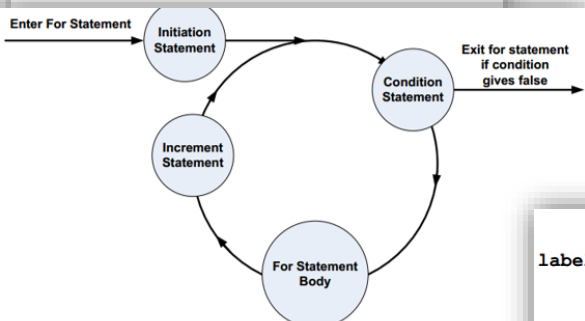 Enter For Statement
Initiation
Statement
Exit for statement
if condition
gives false
Condition
Statement
Increment
Statement
For Statement
Body